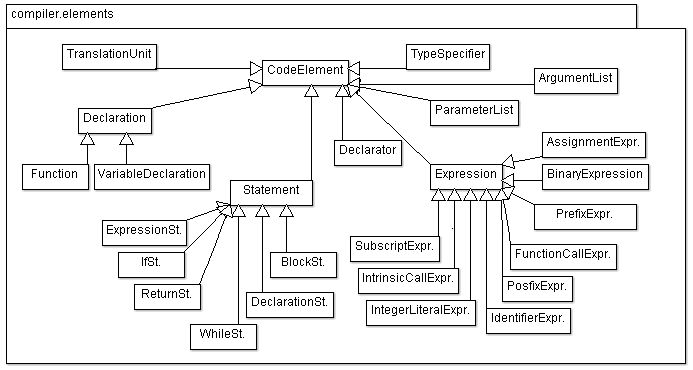 compiler.elements
TranslationUnit
TypeSpecifier
CodeElement
ArgumentList
ParameterList
Declaration
Declarator
AssignmentExpr.
Function
VariableDeclaration
Expression
BinaryExpression
Statement
PrefixExpr.
ExpressionSt.
SubscriptExpr.
FunctionCallExpr.
IfSt.
BlockSt.
IntrinsicCallExpr.
PosfixExpr.
ReturnSt.
DeclarationSt.
IntegerLiteralExpr.
IdentifierExpr.
WhileSt.